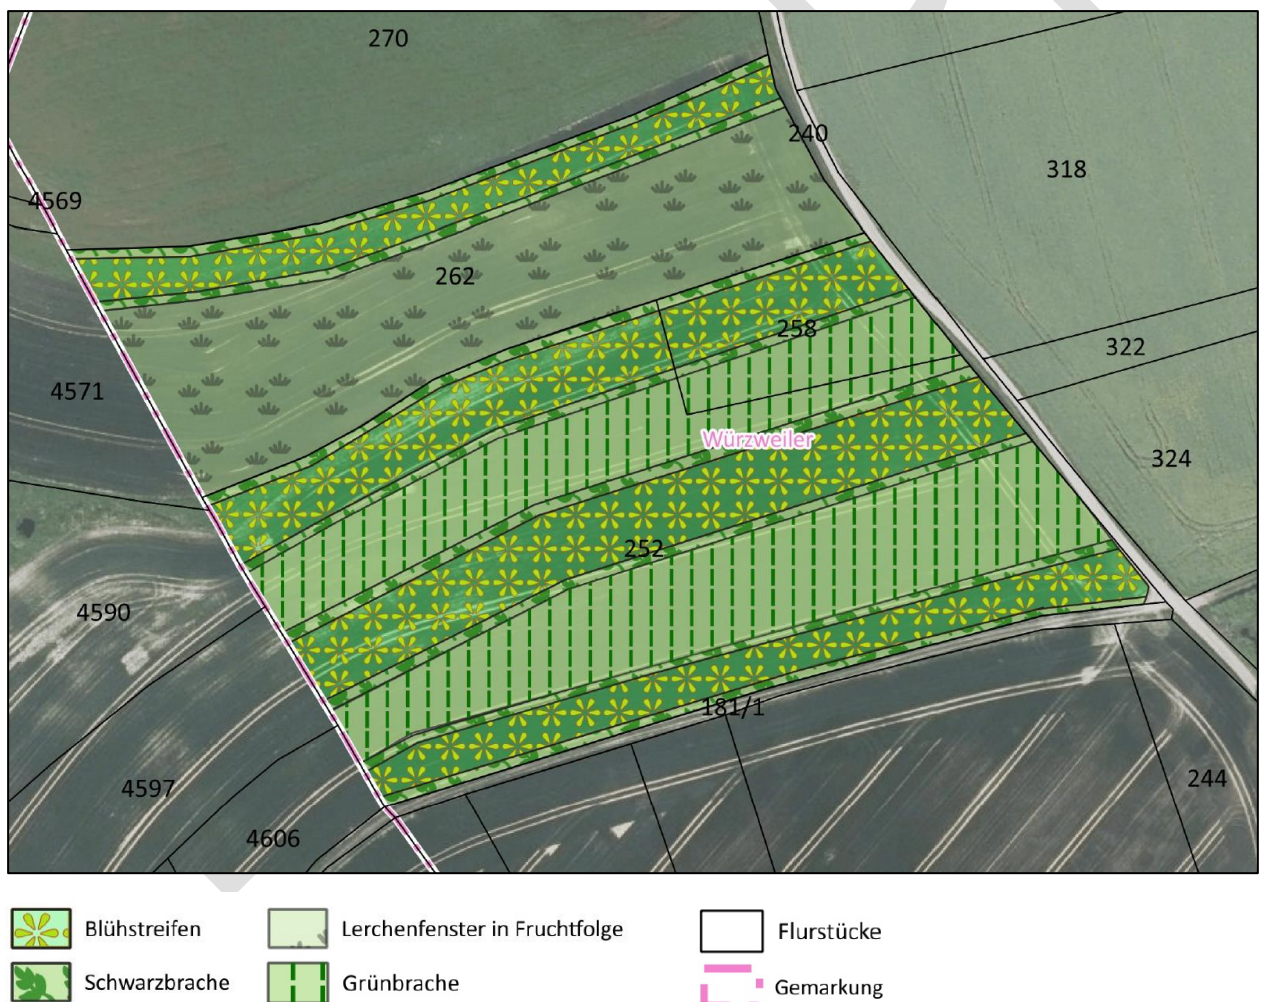 270
240
318
4569
262
258
322
4571
Würzweiler
324
252
4590
181/1
4597
244
4606
Blühstreifen
Lerchenfenster in Fruchtfolge
Flurstücke
Schwarzbrache
Grünbrache
Gemarkung